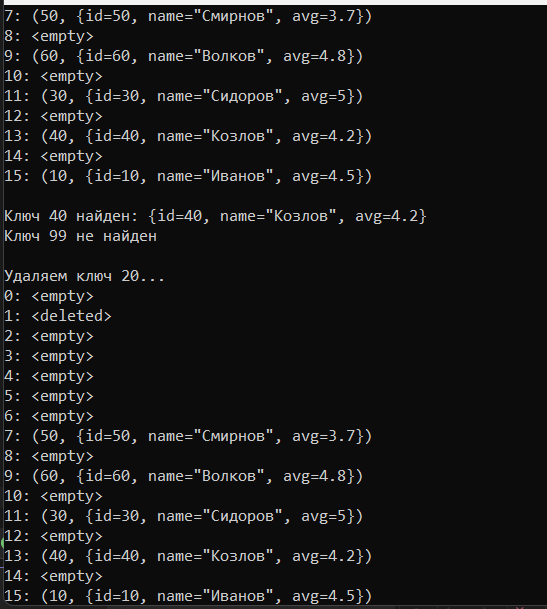 7: (50, {id=50, name="Смирнов", avg=3.7})
8: <empty>
9: (60, {id=60, name="Волков", avg=4.8})
10: <empty>
11: (30, {id=30, name="Сидоров", avg=5})
12: <empty>
13: (40, {id=40, name="Козлов", avg=4.2})
14: <empty>
15: (10, {id=10, name="Иванов", avg=4.5})

Ключ 40 найден: {id=40, name="Козлов", avg=4.2}
Ключ 99 не найден

Удаляем ключ 20...
0: <empty>
1: <deleted>
2: <empty>
3: <empty>
4: <empty>
5: <empty>
6: <empty>
7: (50, {id=50, name="Смирнов", avg=3.7})
8: <empty>
9: (60, {id=60, name="Волков", avg=4.8})
10: <empty>
11: (30, {id=30, name="Сидоров", avg=5})
12: <empty>
13: (40, {id=40, name="Козлов", avg=4.2})
14: <empty>
15: (10, {id=10, name="Иванов", avg=4.5})